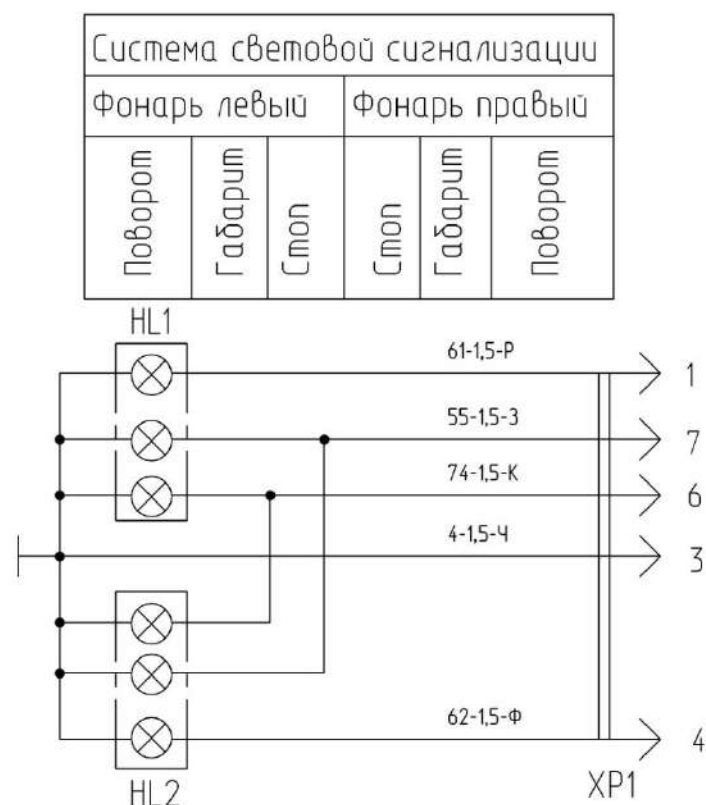 Система световой сигнализации
Фонарь левый
Фонарь правый
Поворот
Габарит
Стоп
Стоп
Габарит
Поворот
HL1
61-1,5-Р
1
55-1,5-З
7
74-1,5-К
6
4-1,5-Ч
3
62-1,5-Ф
4
HL2
XP1